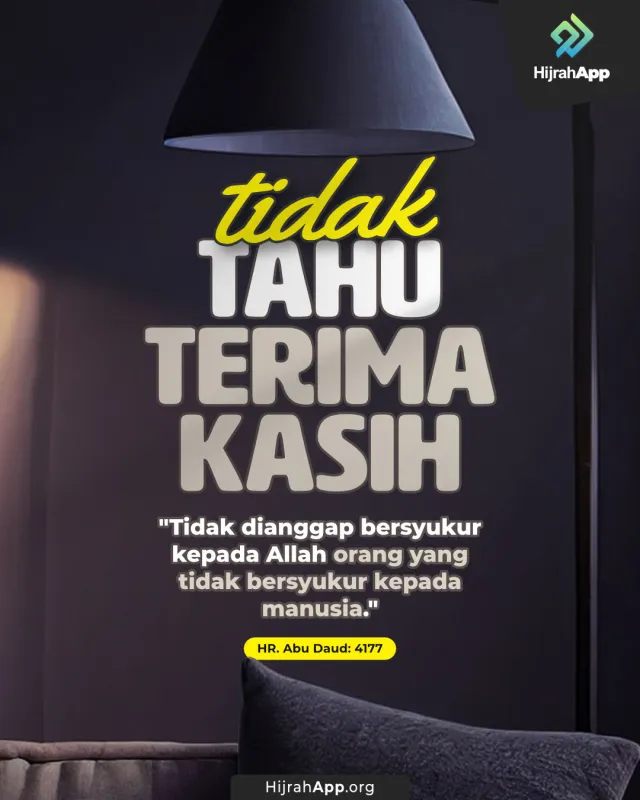 HijrahApp
tidak
TAHU
TERIMA
KASIH
"Tidak dianggap bersyukur
kepada Allah orang yang
tidak bersyukur kepada
manusia."
HR. Abu Daud: 4177
HijrahApp.org